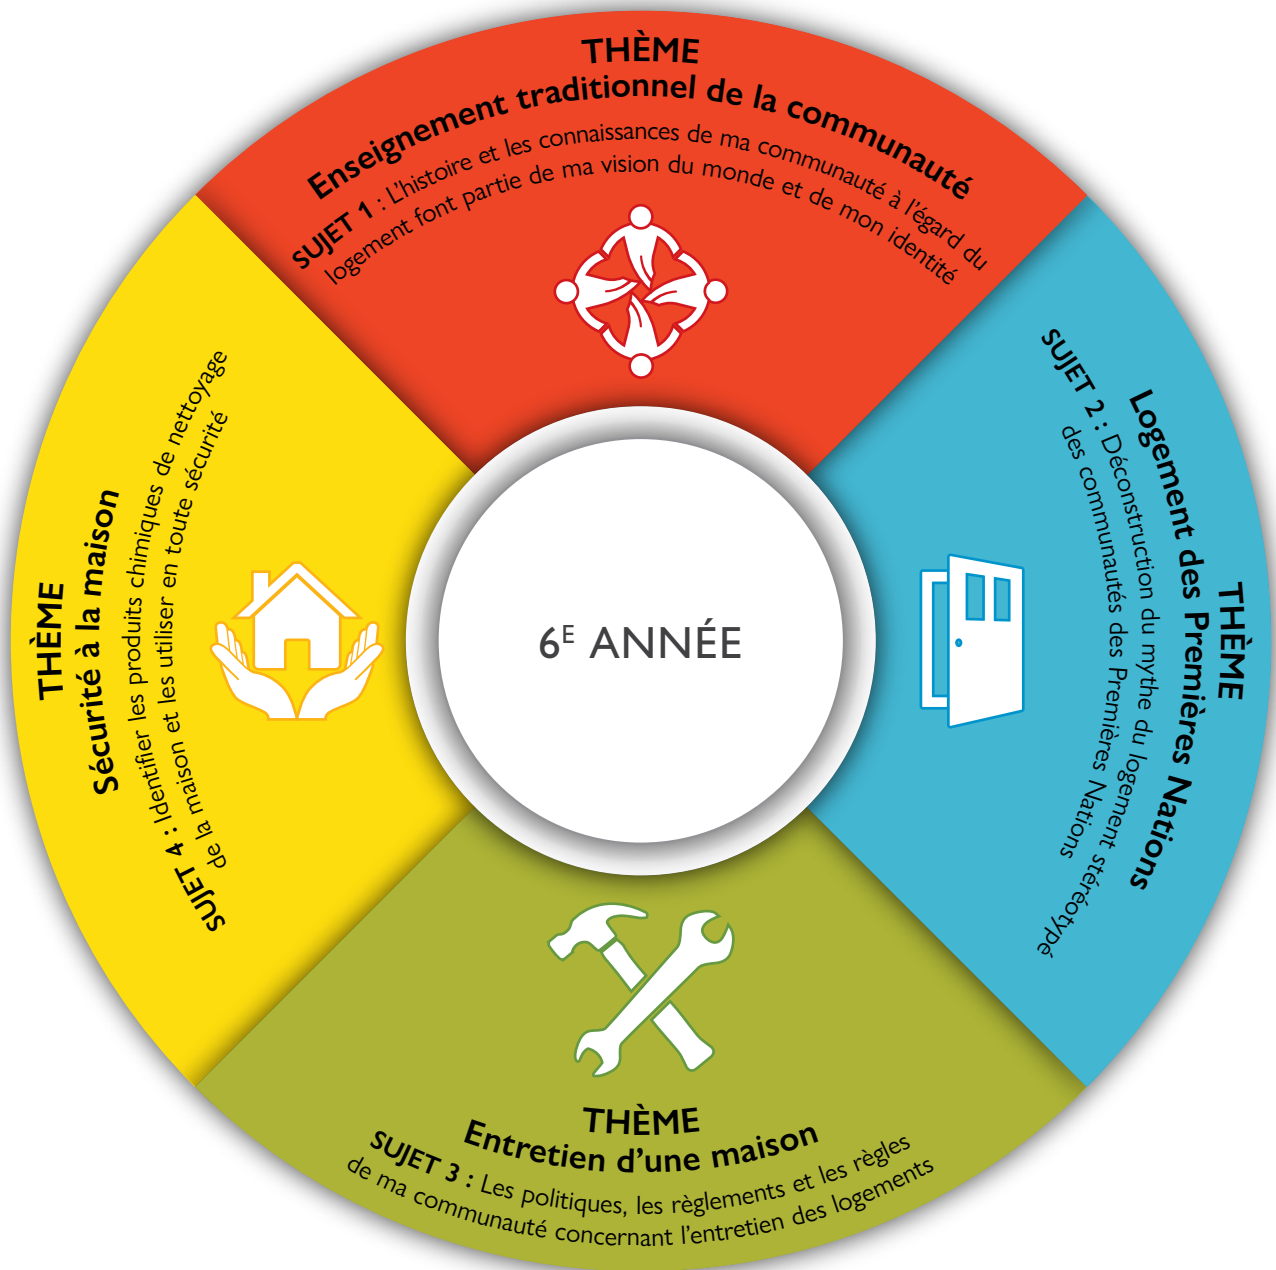 THÈME
Enseignement traditionnel de la communauté
SUJET 1 : L'histoire et les connaissances de ma communauté à l'égard du
logement font partie de ma vision du monde et de mon identité
THÈME
Logement des Premières Nations
SUJET 2 : Déconstruction du mythe du logement stéréotypé
des communautés des Premières Nations
THÈME
Entretien d'une maison
SUJET 3 : Les politiques, les règlements et les règles
de ma communauté concernant l'entretien des logements
THÈME
Sécurité à la maison
SUJET 4 : Identifier les produits chimiques de nettoyage
de la maison et les utiliser en toute sécurité
6E ANNÉE